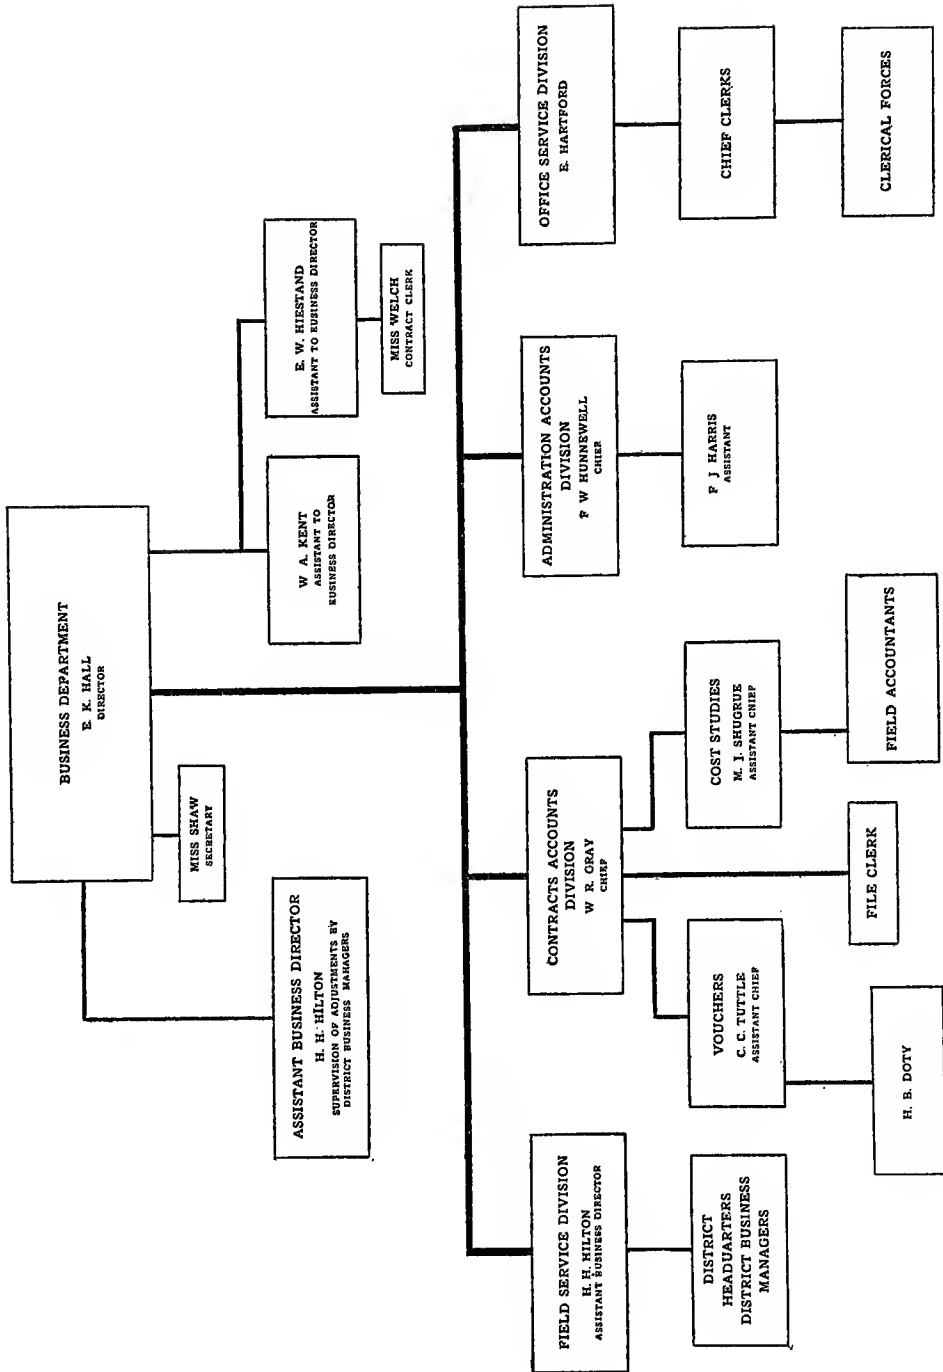 BUSINESS DEPARTMENT
E. K. HALL
DIRECTOR
MISS SHAW
SECRETARY
ASSISTANT BUSINESS DIRECTOR
H. H. HILTON
SUPERVISION OF ADJUSTMENTS BY
DISTRICT BUSINESS MANAGERS
W A. KENT
ASSISTANT TO
BUSINESS DIRECTOR
E. W. HIESTAND
ASSISTANT TO BUSINESS DIRECTOR
MISS WELCH
CONTRACT CLERK
FIELD SERVICE DIVISION
H. H. HILTON
ASSISTANT BUSINESS DIRECTOR
DISTRICT
HEADUARTERS
DISTRICT BUSINESS
MANAGERS
CONTRACTS ACCOUNTS
DIVISION
W R. GRAY
CHIEF
VOUCHERS
C. C. TUTTLE
ASSISTANT CHIEF
H. B. DOTY
FILE CLERK
COST STUDIES
M. J. SHUGRUE
ASSISTANT CHIEF
FIELD ACCOUNTANTS
ADMINISTRATION ACCOUNTS
DIVISION
F W HUNNEWELL
CHIEF
F J HARRIS
ASSISTANT
OFFICE SERVICE DIVISION
E. HARTFORD
CHIEF CLERKS
CLERICAL FORCES